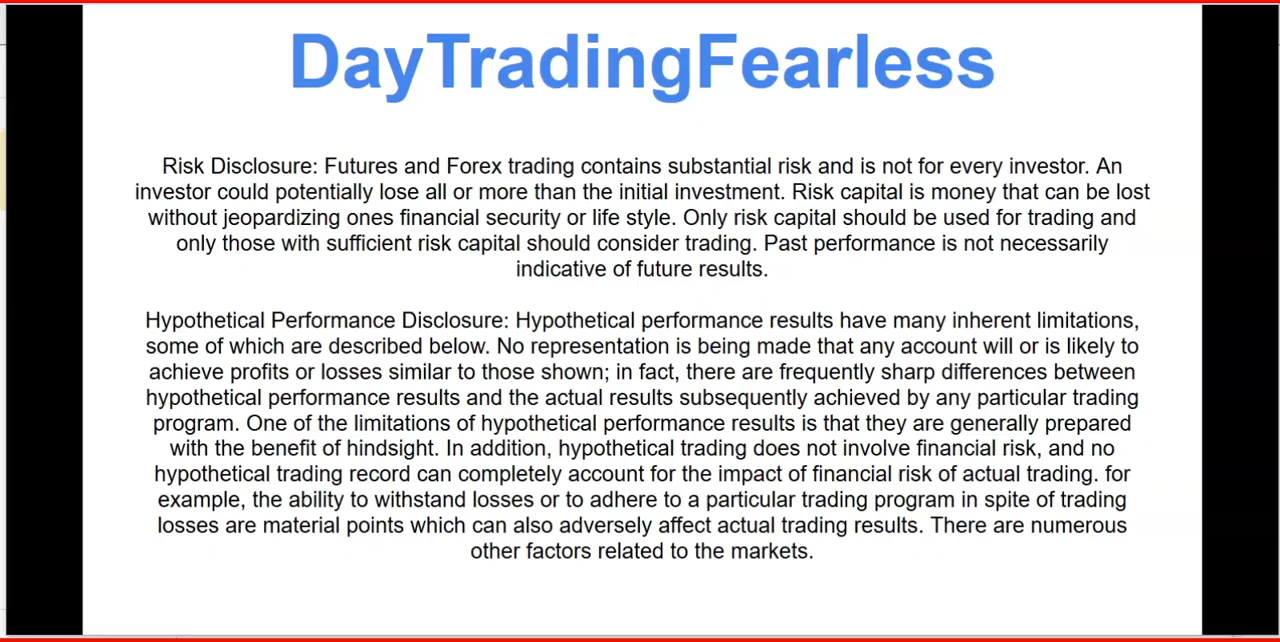 DayTradingFearless
Risk Disclosure: Futures and Forex trading contains substantial risk and is not for every investor. An
investor could potentially lose all or more than the initial investment. Risk capital is money that can be lost
without jeopardizing ones financial security or life style. Only risk capital should be used for trading and
only those with sufficient risk capital should consider trading. Past performance is not necessarily
indicative of future results.
Hypothetical Performance Disclosure: Hypothetical performance results have many inherent limitations,
some of which are described below. No representation is being made that any account will or is likely to
achieve profits or losses similar to those shown; in fact, there are frequently sharp differences between
hypothetical performance results and the actual results subsequently achieved by any particular trading
program. One of the limitations of hypothetical performance results is that they are generally prepared
with the benefit of hindsight. In addition, hypothetical trading does not involve financial risk, and no
hypothetical trading record can completely account for the impact of financial risk of actual trading. for
example, the ability to withstand losses or to adhere to a particular trading program in spite of trading
losses are material points which can also adversely affect actual trading results. There are numerous
other factors related to the markets.